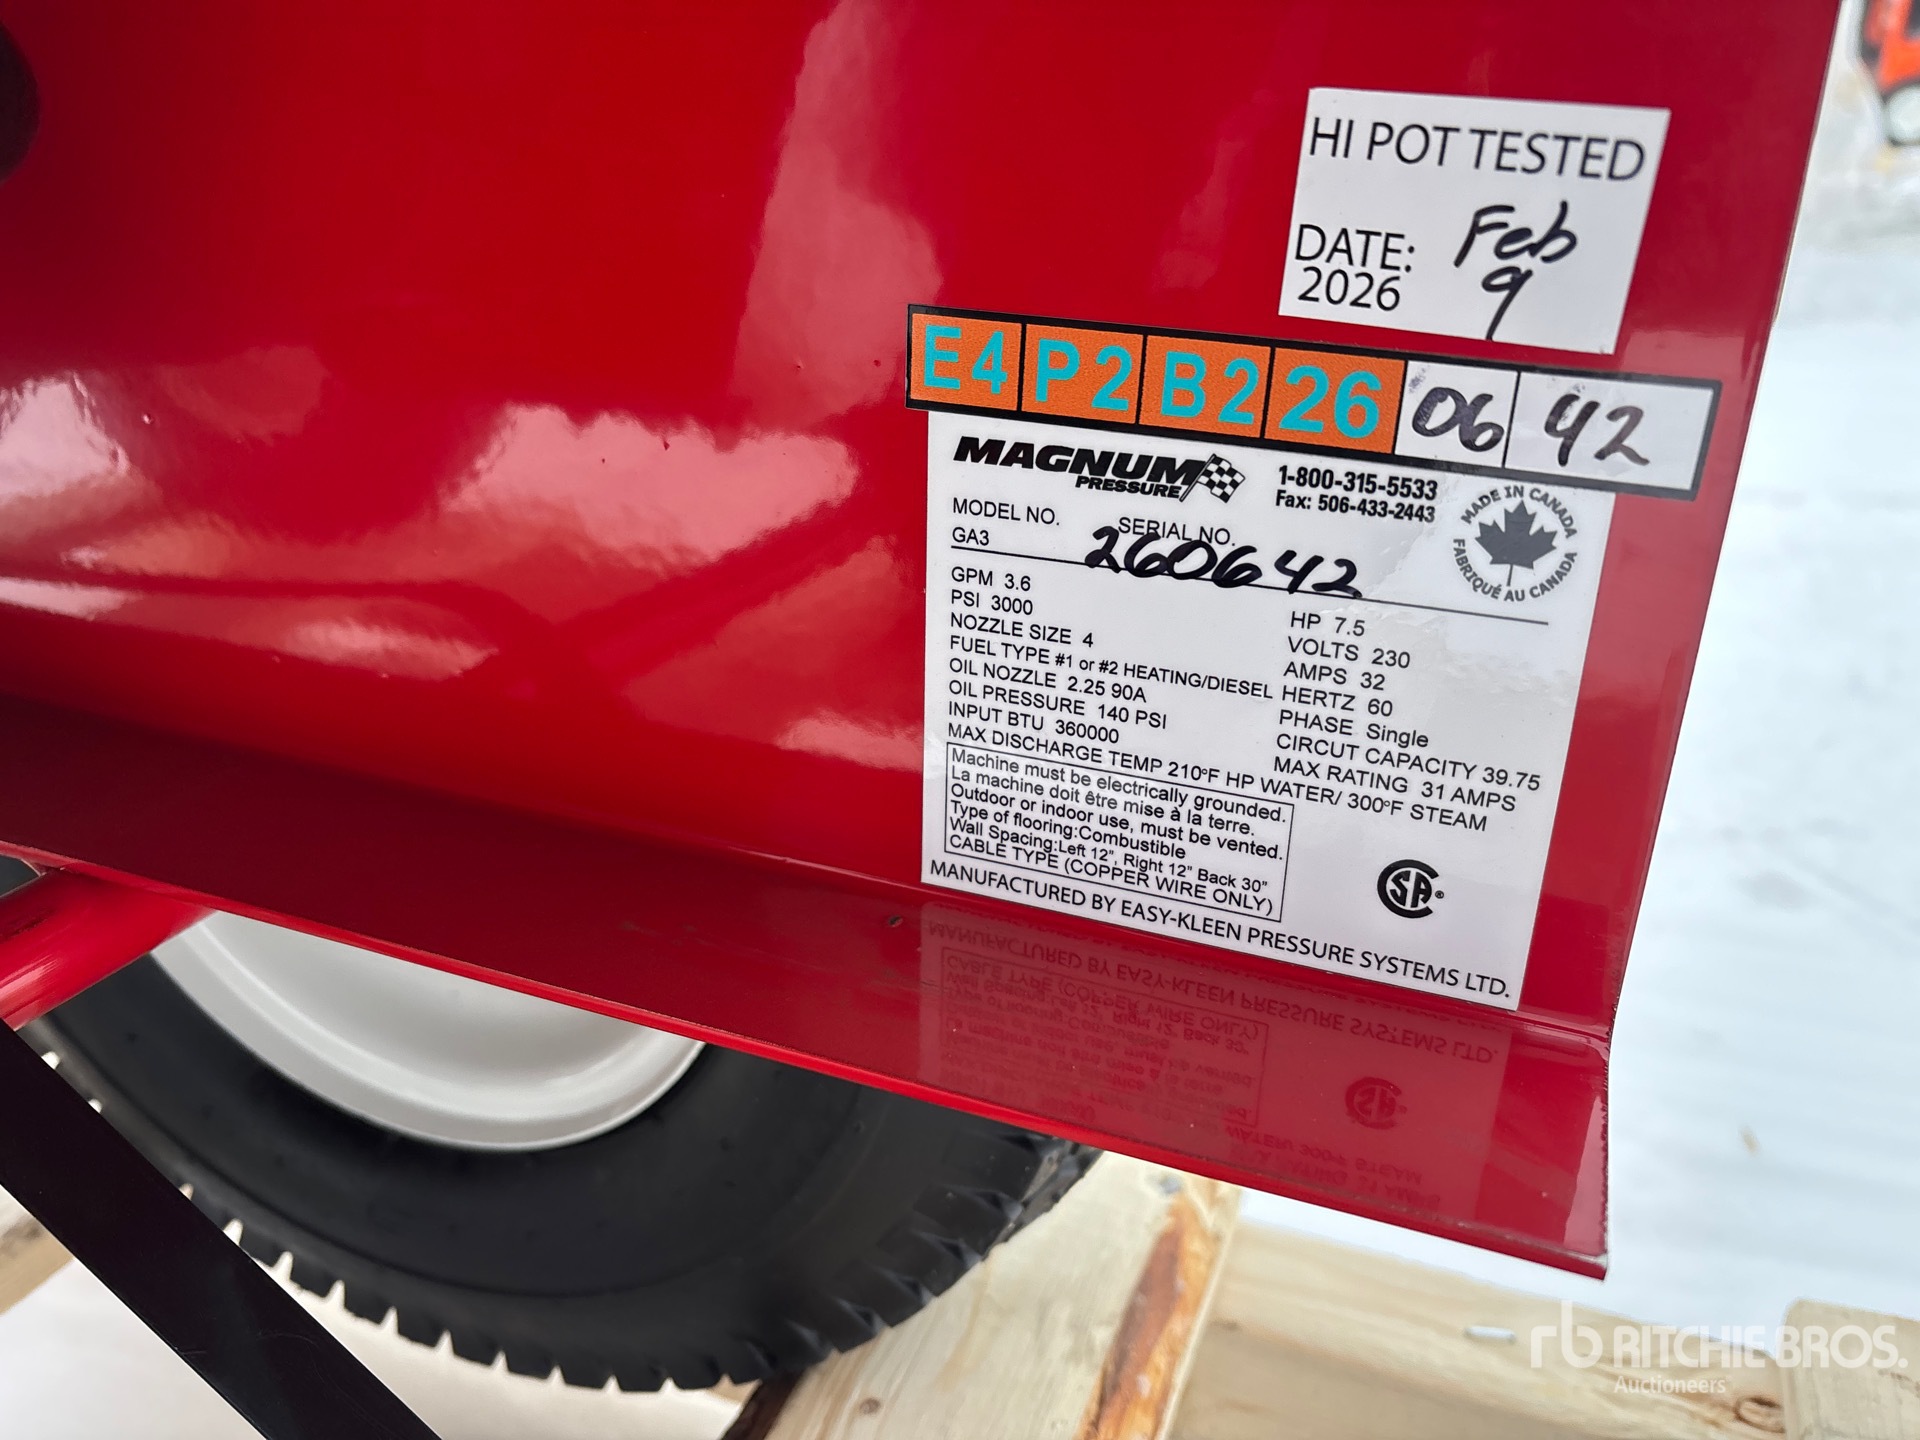 HI POT TESTED
DATE: Feb 9
2026
E4 P2 B2 26 06 42
MAGNUM
PRESSURE
1-800-315-5533
Fax: 506-433-2443
MADE IN CANADA
FABRIQUÉ AU CANADA
MODEL NO. SERIAL NO.
GA3 260642
GPM 3.6
PSI 3000
NOZZLE SIZE 4
FUEL TYPE #1 or #2 HEATING/DIESEL
OIL NOZZLE 2.25 90A
OIL PRESSURE 140 PSI
INPUT BTU 360000
MAX DISCHARGE TEMP 210°F HP WATER/ 300°F STEAM
HP 7.5
VOLTS 230
AMPS 32
HERTZ 60
PHASE Single
CIRCUT CAPACITY 39.75
MAX RATING 31 AMPS
Machine must be electrically grounded.
La machine doit être mise à la terre.
Outdoor or indoor use, must be vented.
Type of flooring:Combustible
Wall Spacing:Left 12", Right 12" Back 30"
CABLE TYPE (COPPER WIRE ONLY)
SA
MANUFACTURED BY EASY-KLEEN PRESSURE SYSTEMS LTD.
rb RITCHIE BROS.
Auctioneers